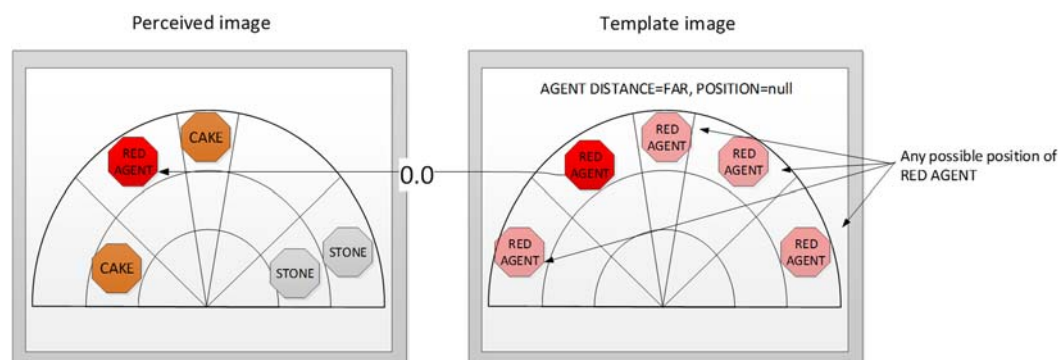 Perceived image
Template image
AGENT DISTANCE=FAR, POSITION=null
CAKE
RED
AGENT
CAKE
STONE
STONE
0.0
RED
AGENT
RED
AGENT
RED
AGENT
RED
AGENT
RED
AGENT
Any possible position of
RED AGENT